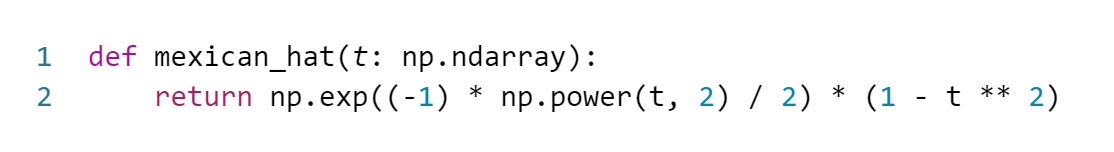 1 def mexican_hat(t: np.ndarray):
2     return np.exp((-1) * np.power(t, 2) / 2) * (1 - t ** 2)